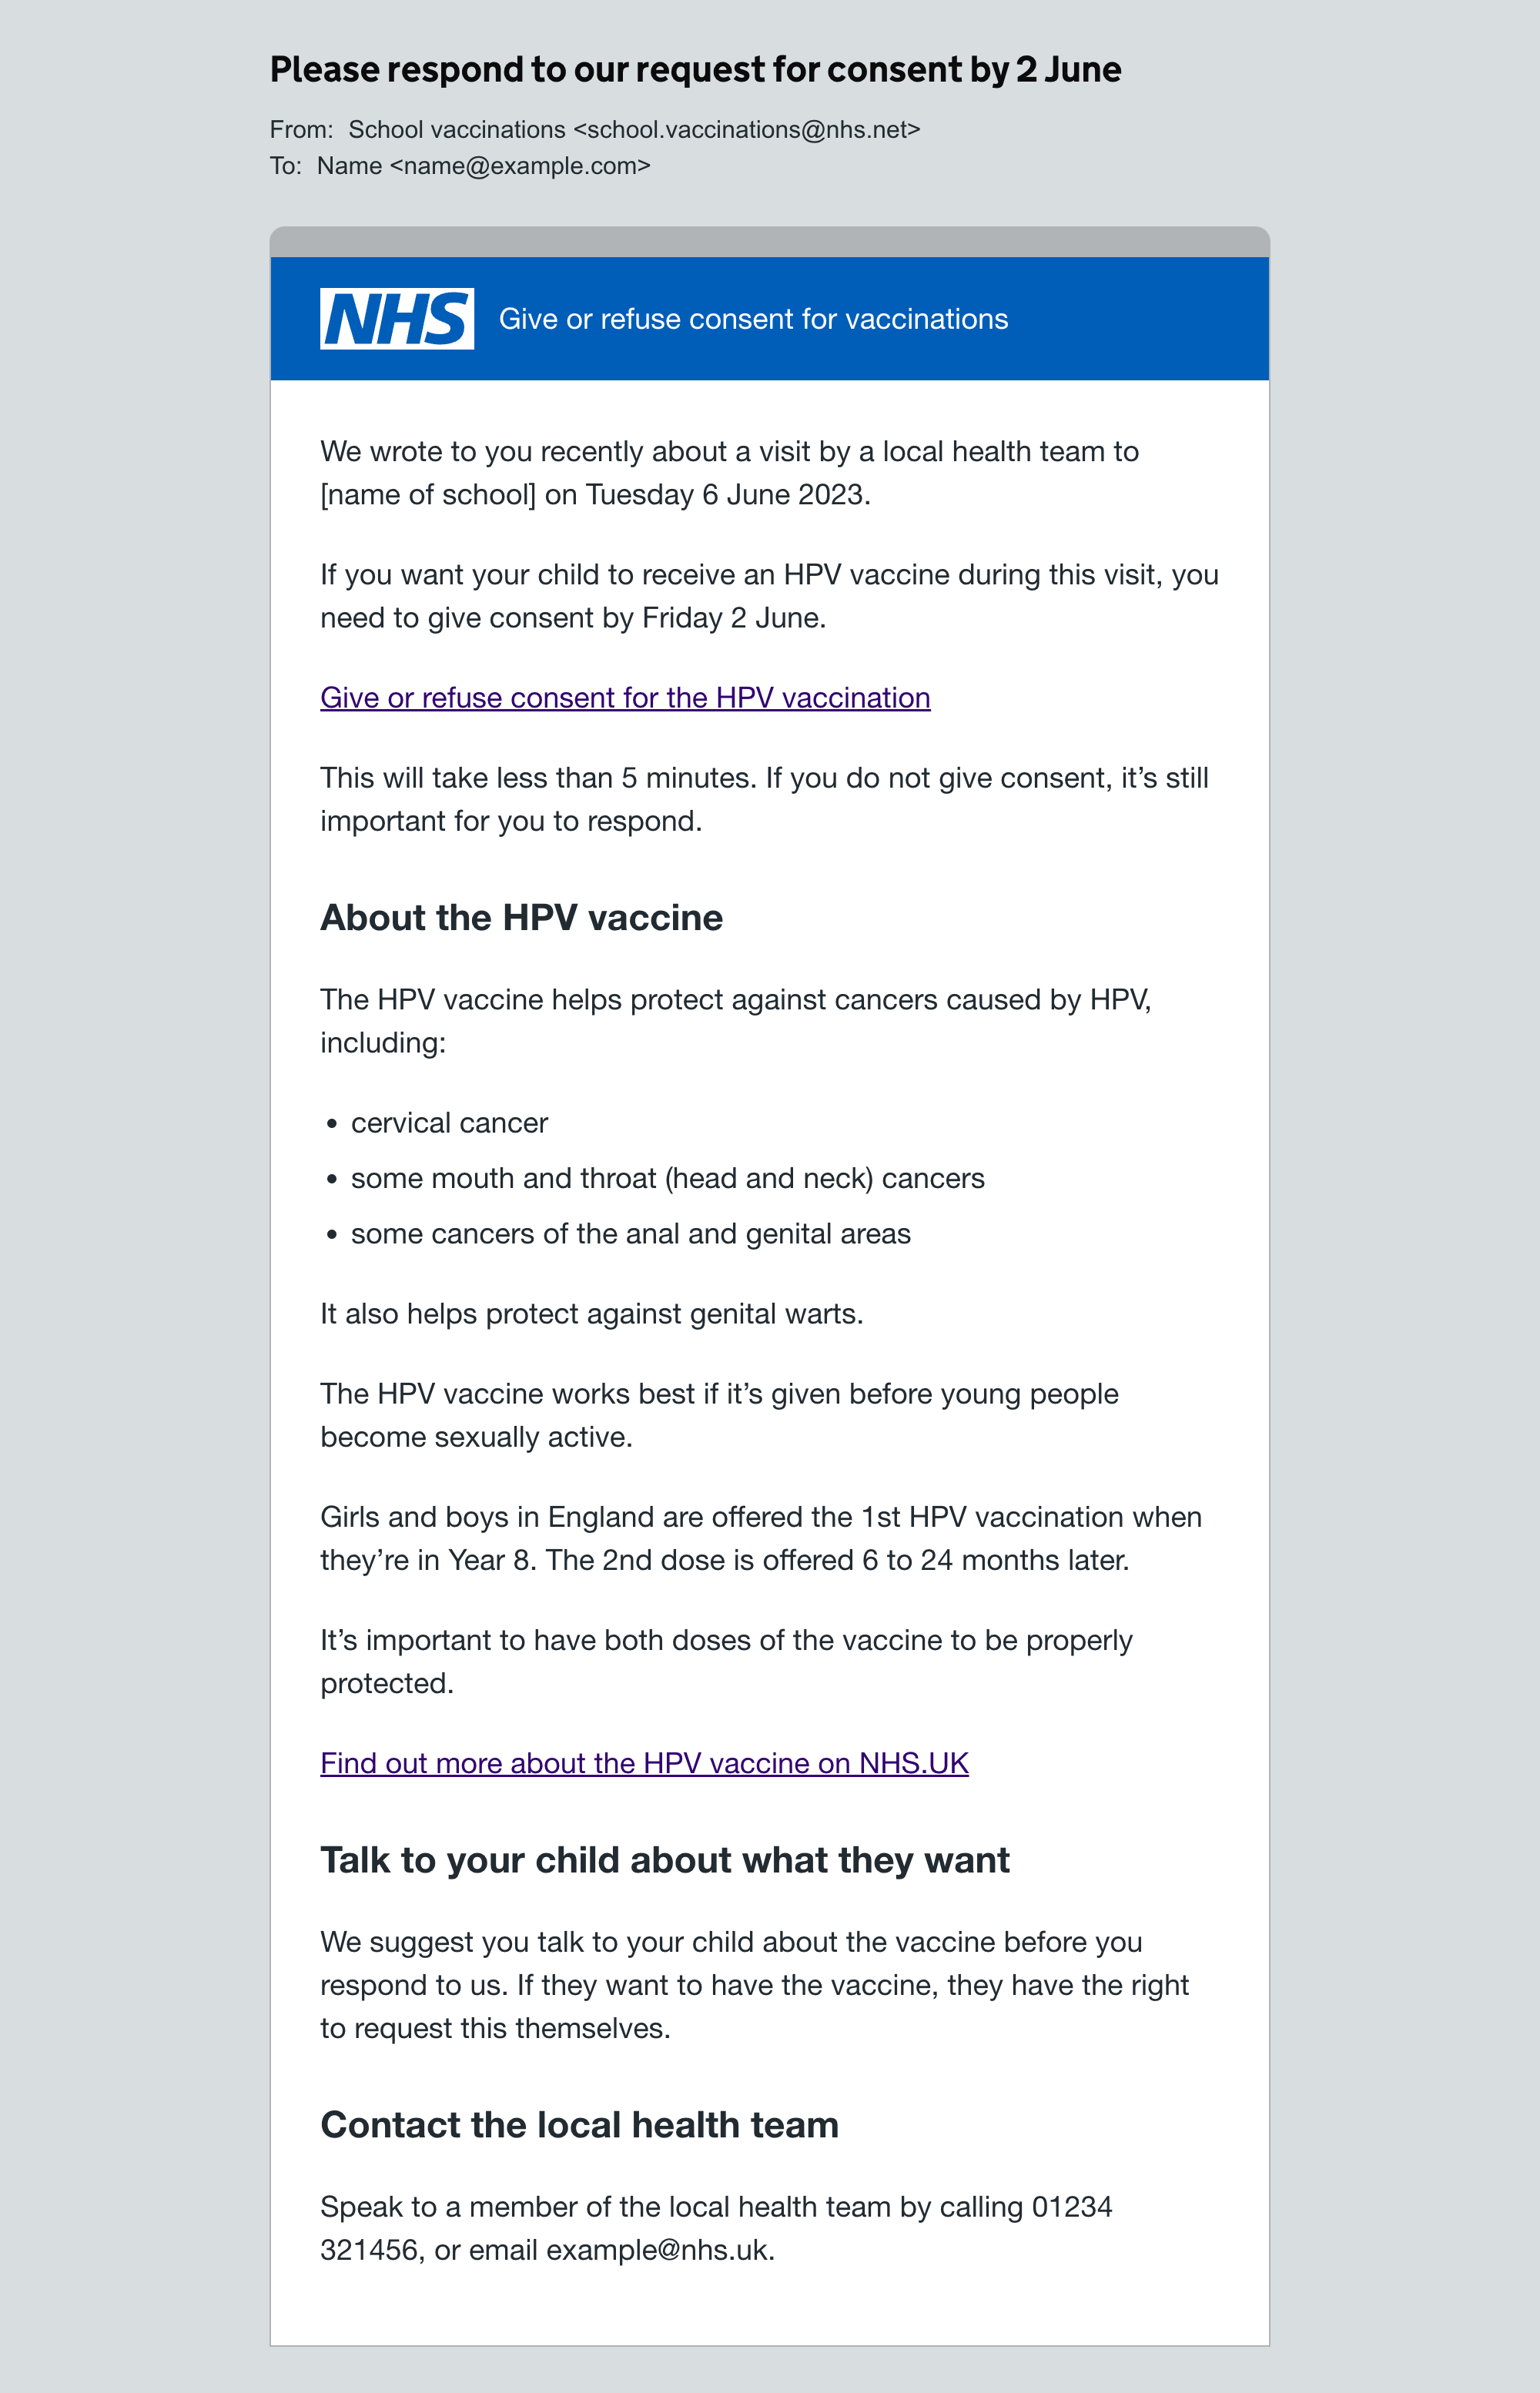 Please respond to our request for consent by 2 June
From: School vaccinations <school.vaccinations@nhs.net>
To: Name <name@example.com>
NHS Give or refuse consent for vaccinations
We wrote to you recently about a visit by a local health team to
[name of school] on Tuesday 6 June 2023.
If you want your child to receive an HPV vaccine during this visit, you
need to give consent by Friday 2 June.
Give or refuse consent for the HPV vaccination
This will take less than 5 minutes. If you do not give consent, it’s still
important for you to respond.
About the HPV vaccine
The HPV vaccine helps protect against cancers caused by HPV,
including:
• cervical cancer
• some mouth and throat (head and neck) cancers
• some cancers of the anal and genital areas
It also helps protect against genital warts.
The HPV vaccine works best if it’s given before young people
become sexually active.
Girls and boys in England are offered the 1st HPV vaccination when
they’re in Year 8. The 2nd dose is offered 6 to 24 months later.
It’s important to have both doses of the vaccine to be properly
protected.
Find out more about the HPV vaccine on NHS.UK
Talk to your child about what they want
We suggest you talk to your child about the vaccine before you
respond to us. If they want to have the vaccine, they have the right
to request this themselves.
Contact the local health team
Speak to a member of the local health team by calling 01234
321456, or email example@nhs.uk.